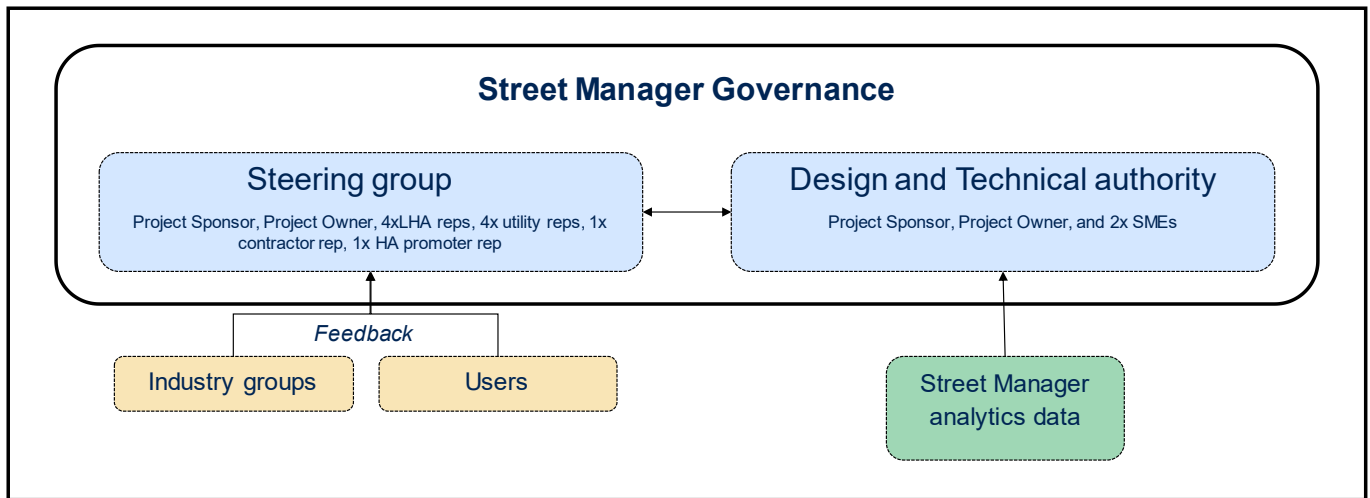 Street Manager Governance
Steering group
Project Sponsor, Project Owner, 4xLHA reps, 4x utility reps, 1x
contractor rep, 1x HA promoter rep
Design and Technical authority
Project Sponsor, Project Owner, and 2x SMEs
Feedback
Industry groups
Users
Street Manager
analytics data